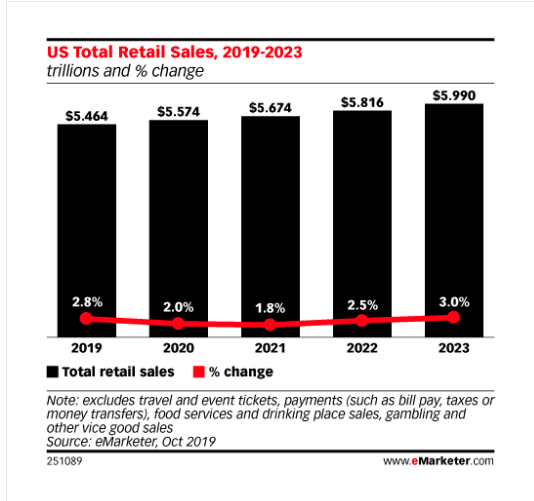 US Total Retail Sales, 2019-2023
trillions and % change
$5.464
$5.574
$5.674
$5.816
$5.990
2.8%
2.0%
1.8%
2.5%
3.0%
2019
2020
2021
2022
2023
Total retail sales
% change
Note: excludes travel and event tickets, payments (such as bill pay, taxes or
money transfers), food services and drinking place sales, gambling and
other vice good sales
Source: eMarketer, Oct 2019
251089
www.eMarketer.com